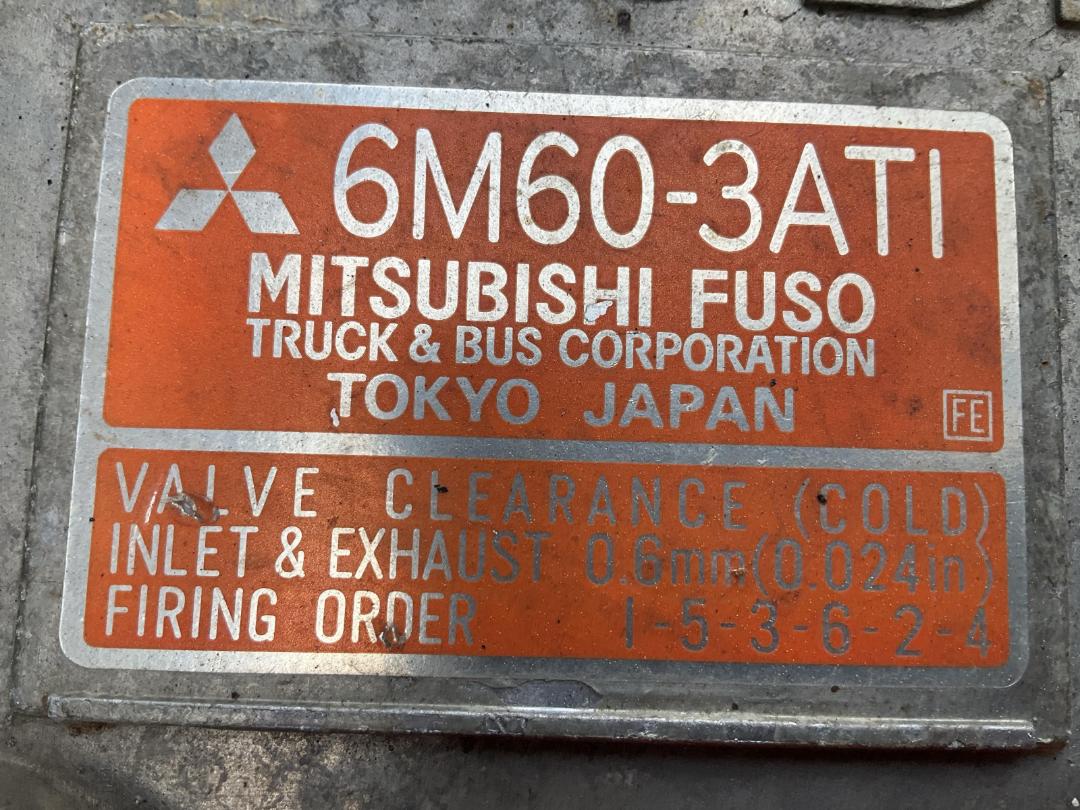 6M60-3AT1
MITSUBISHI FUSO
TRUCK & BUS CORPORATION
TOKYO JAPAN
FE
VALVE CLEARANCE (COLD)
INLET & EXHAUST 0.6mm(0.024in)
FIRING ORDER 1-5-3-6-2-4